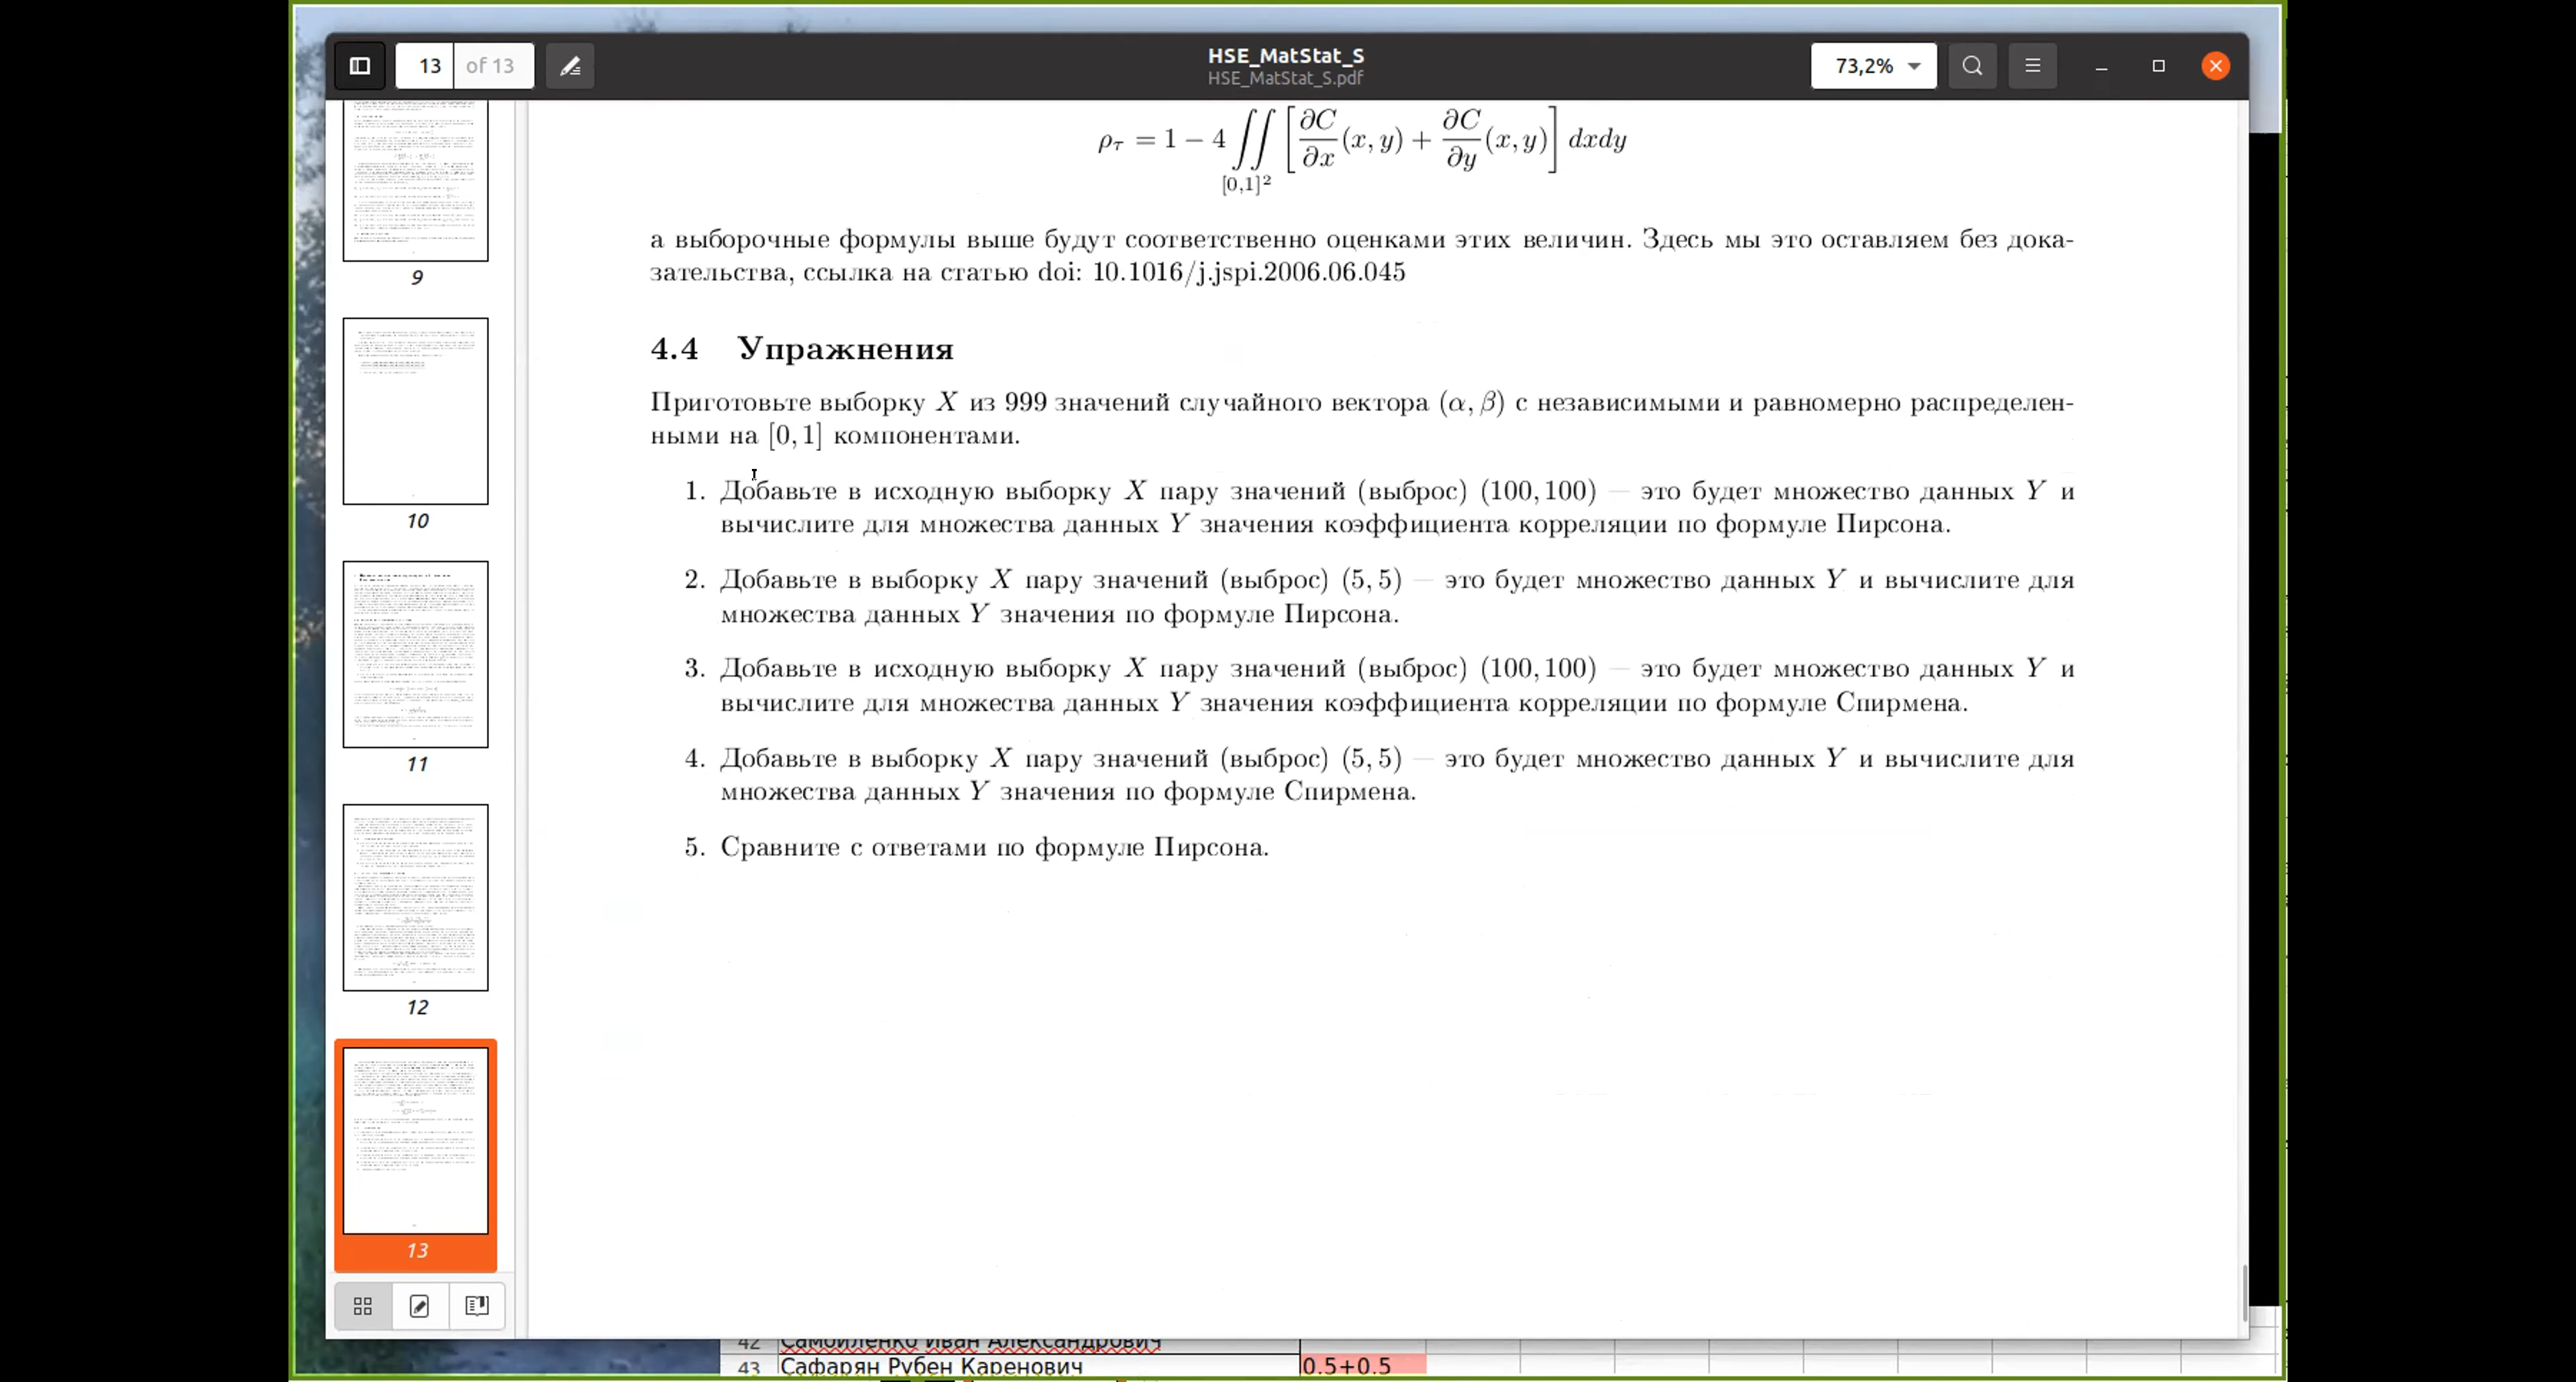 13 of 13
HSE_MatStat_S
HSE_MatStat_S.pdf
73,2%
9
10
11
12
13
ρ_τ = 1 − 4 ∬_{[0,1]²} [∂C/∂x (x, y) + ∂C/∂y (x, y)] dxdy
а выборочные формулы выше будут соответственно оценками этих величин. Здесь мы это оставляем без дока-
зательства, ссылка на статью doi: 10.1016/j.jspi.2006.06.045
4.4 Упражнения
Приготовьте выборку X из 999 значений случайного вектора (α, β) с независимыми и равномерно распределен-
ными на [0, 1] компонентами.
1. Добавьте в исходную выборку X пару значений (выброс) (100, 100) — это будет множество данных Y и
вычислите для множества данных Y значения коэффициента корреляции по формуле Пирсона.
2. Добавьте в выборку X пару значений (выброс) (5, 5) — это будет множество данных Y и вычислите для
множества данных Y значения по формуле Пирсона.
3. Добавьте в исходную выборку X пару значений (выброс) (100, 100) — это будет множество данных Y и
вычислите для множества данных Y значения коэффициента корреляции по формуле Спирмена.
4. Добавьте в выборку X пару значений (выброс) (5, 5) — это будет множество данных Y и вычислите для
множества данных Y значения по формуле Спирмена.
5. Сравните с ответами по формуле Пирсона.
42 Самойленко Иван Александрович
43 Сафарян Рубен Каренович 0.5+0.5